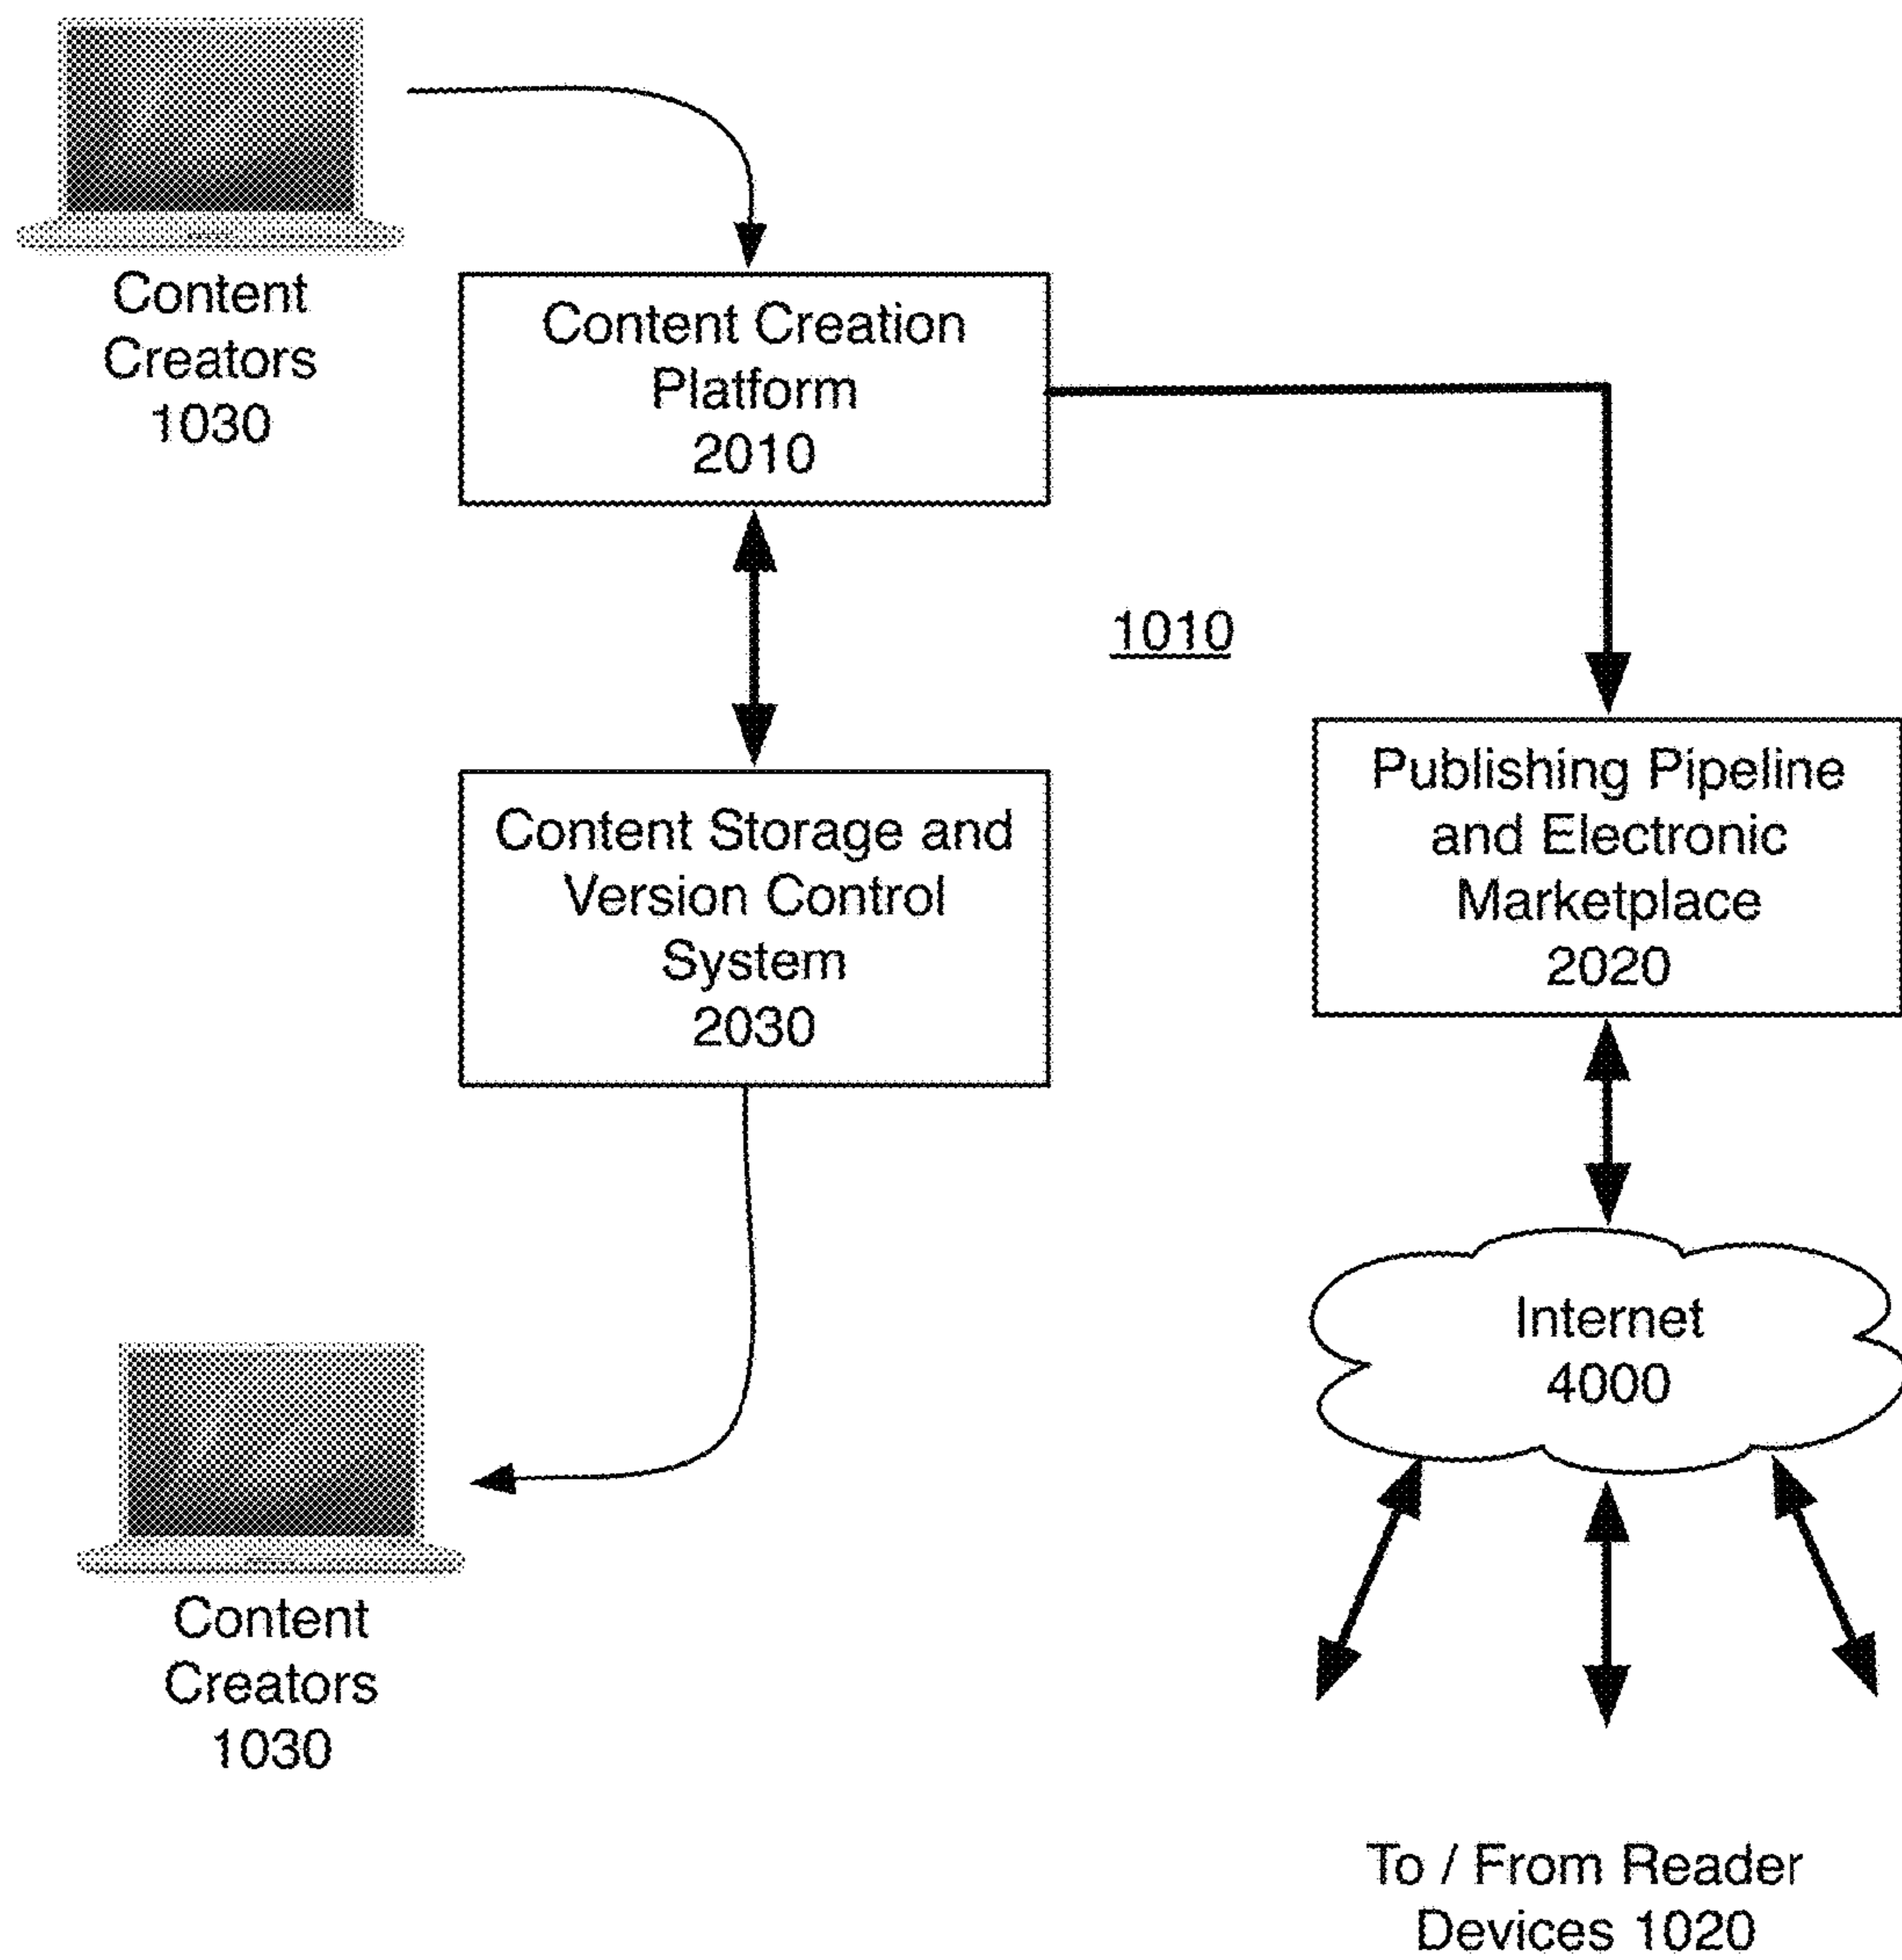 Content
Creators
1030
Content Creation
Platform
2010
1010
Content Storage and
Version Control
System
2030
Publishing Pipeline
and Electronic
Marketplace
2020
Internet
4000
Content
Creators
1030
To / From Reader
Devices 1020